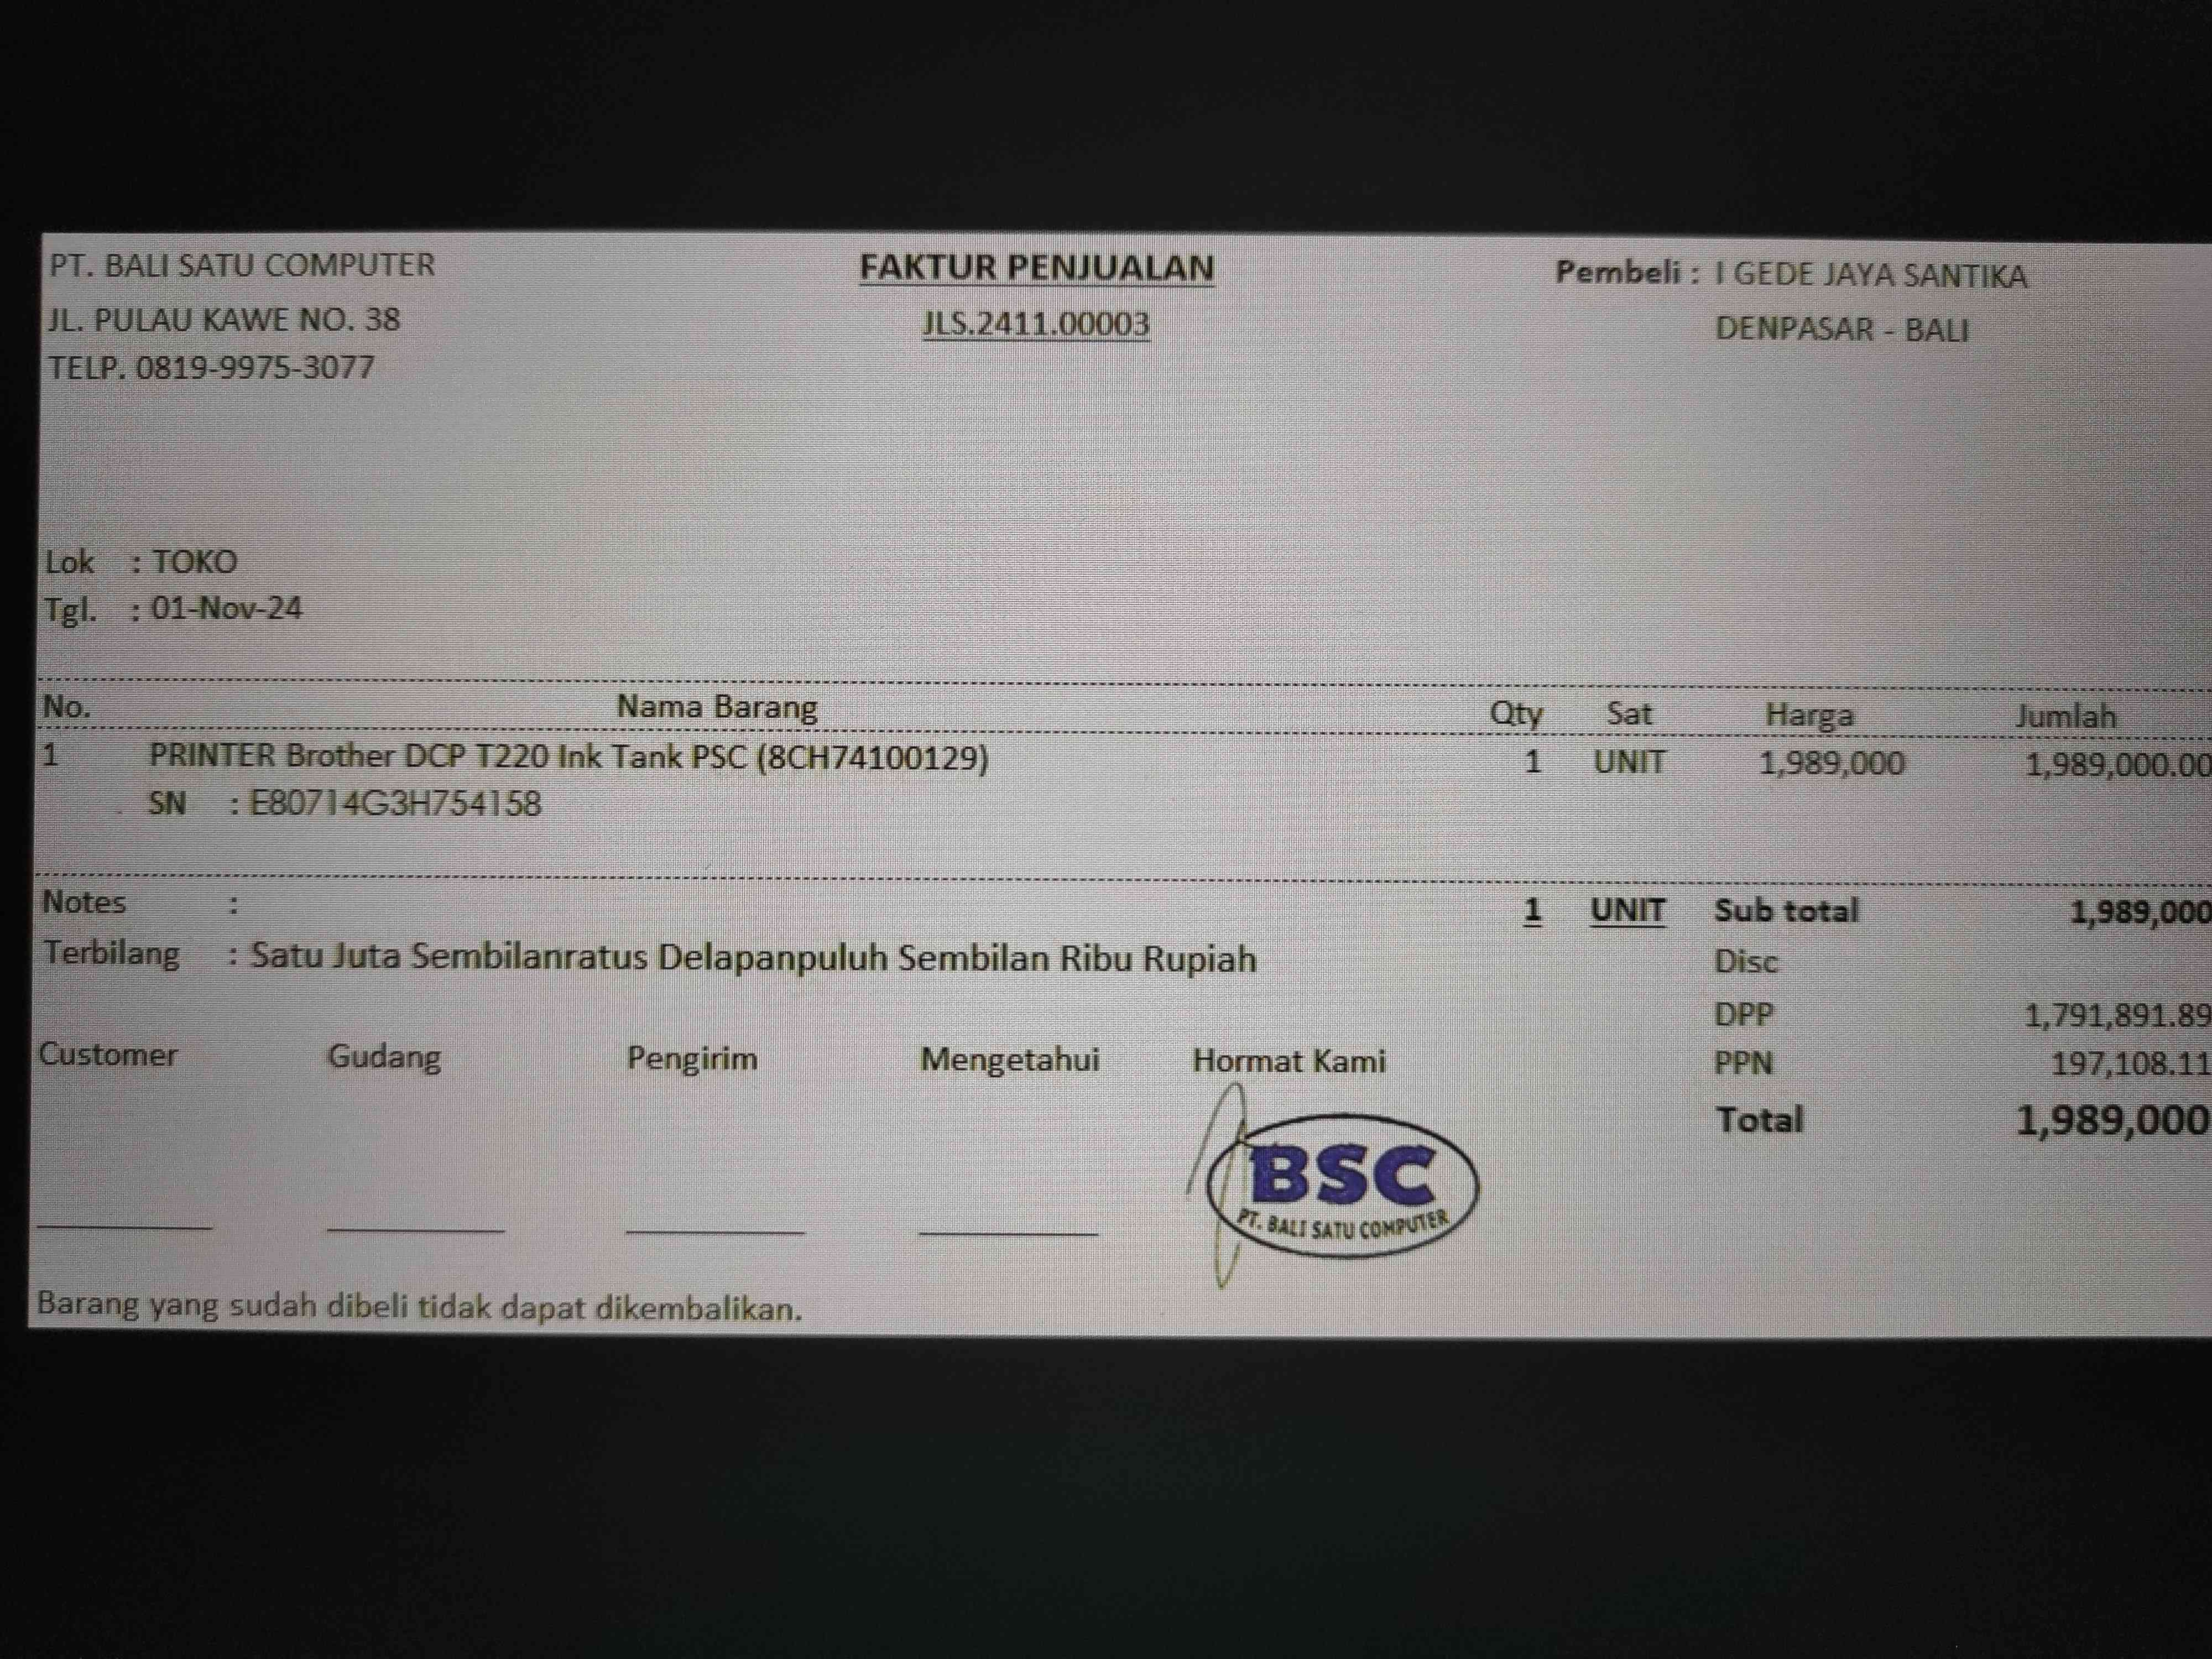 PT. BALI SATU COMPUTER
FAKTUR PENJUALAN
Pembeli : I GEDE JAYA SANTIKA
JL. PULAU KAWE NO. 38
JLS.2411.00003
DENPASAR - BALI
TELP. 0819-9975-3077
Lok : TOKO
Tgl. : 01-Nov-24
No. Nama Barang Qty Sat Harga Jumlah
1 PRINTER Brother DCP T220 Ink Tank PSC (8CH74100129) 1 UNIT 1,989,000 1,989,000.00
SN : E80714G3H754158
Notes : 1 UNIT Sub total 1,989,000
Terbilang : Satu Juta Sembilanratus Delapanpuluh Sembilan Ribu Rupiah Disc
DPP 1,791,891.89
Customer Gudang Pengirim Mengetahui Hormat Kami PPN 197,108.11
Total 1,989,000
BSC
PT. BALI SATU COMPUTER
Barang yang sudah dibeli tidak dapat dikembalikan.